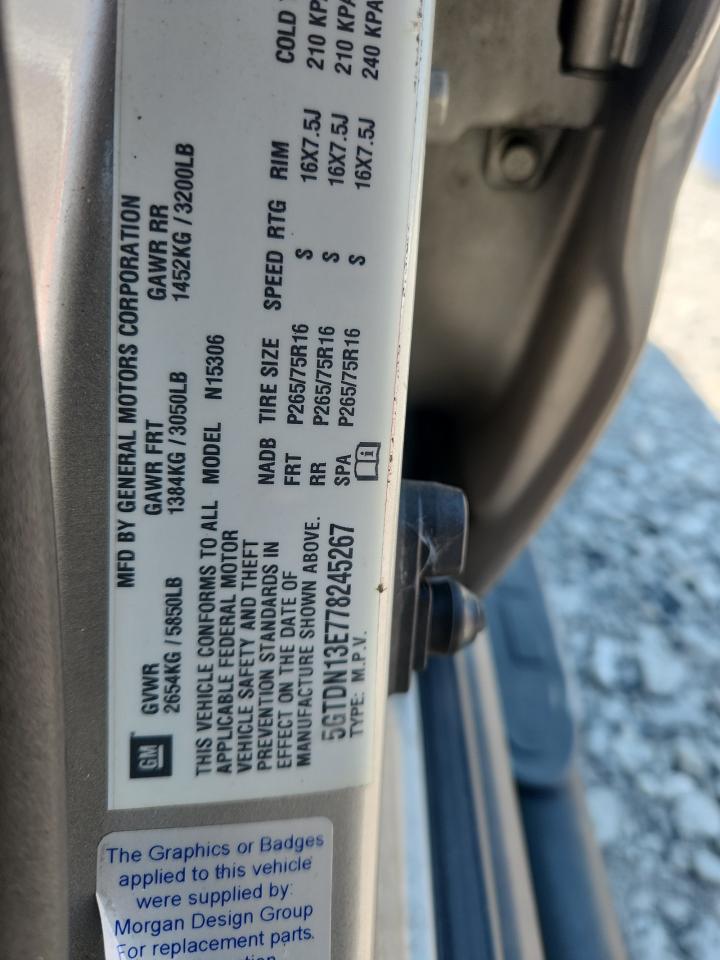 MFD BY GENERAL MOTORS CORPORATION
GVWR GAWR FRT GAWR RR
2654KG / 5850LB 1384KG / 3050LB 1452KG / 3200LB
GM
THIS VEHICLE CONFORMS TO ALL
APPLICABLE FEDERAL MOTOR
VEHICLE SAFETY AND THEFT
PREVENTION STANDARDS IN
EFFECT ON THE DATE OF
MANUFACTURE SHOWN ABOVE.
5GTDN13E778245267
TYPE: M.P.V.
MODEL N15306
NADB TIRE SIZE SPEED RTG RIM COLD
FRT P265/75R16 S 16X7.5J 210 KPA
RR P265/75R16 S 16X7.5J 210 KPA
SPA P265/75R16 S 16X7.5J 240 KPA
The Graphics or Badges
applied to this vehicle
were supplied by:
Morgan Design Group
For replacement parts.